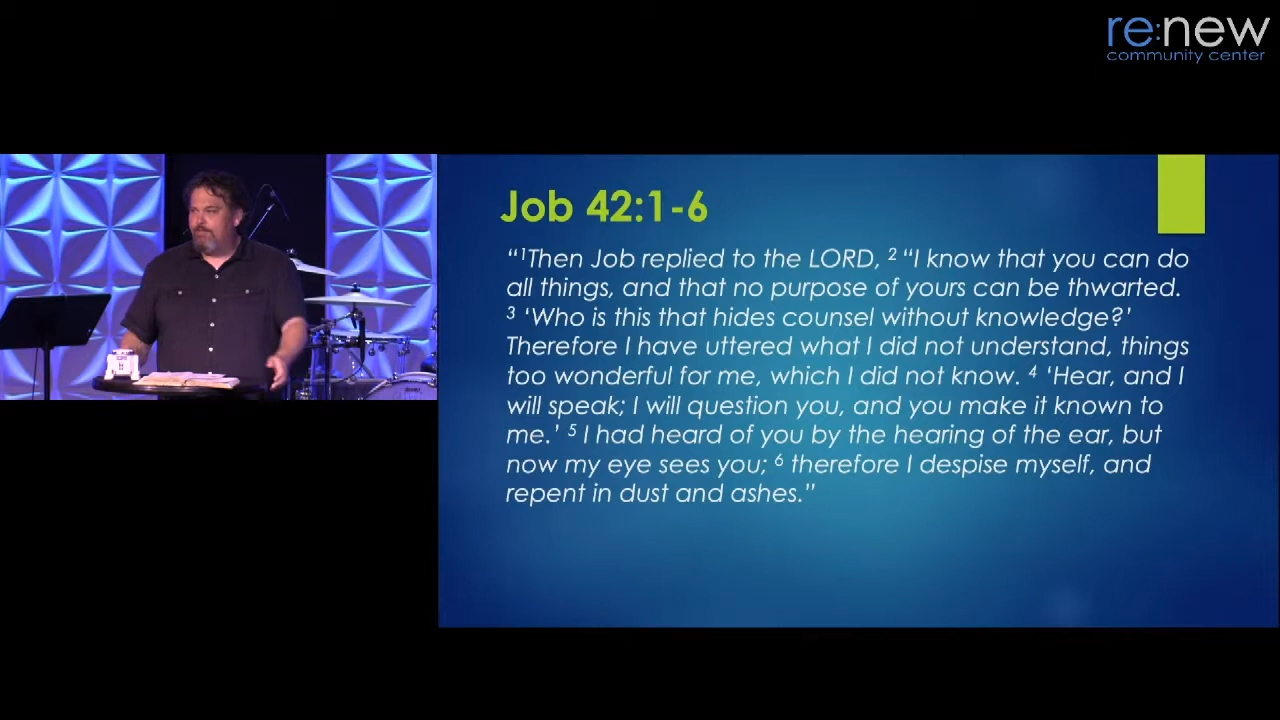 re:new
community center
Job 42:1-6
“¹Then Job replied to the LORD, ² “I know that you can do
all things, and that no purpose of yours can be thwarted.
³ ‘Who is this that hides counsel without knowledge?’
Therefore I have uttered what I did not understand, things
too wonderful for me, which I did not know. ⁴ ‘Hear, and I
will speak; I will question you, and you make it known to
me.’ ⁵ I had heard of you by the hearing of the ear, but
now my eye sees you; ⁶ therefore I despise myself, and
repent in dust and ashes.”